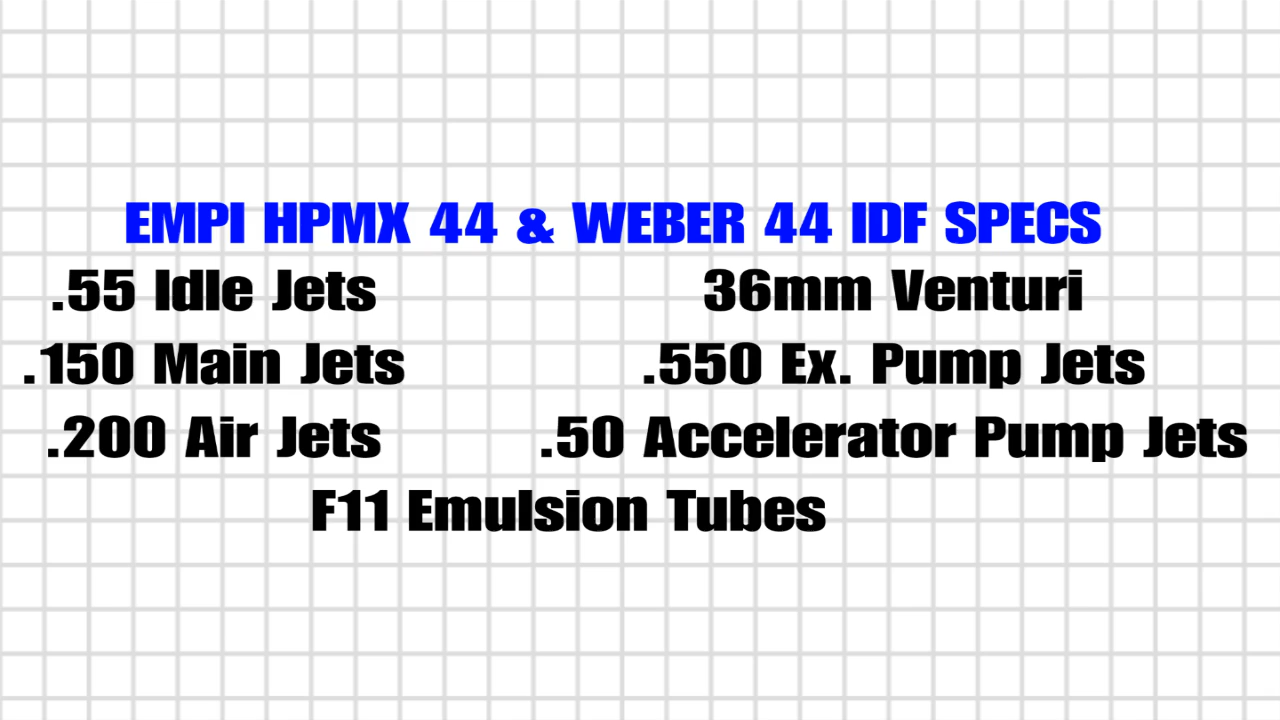 EMPI HPMX 44 & WEBER 44 IDF SPECS
.55 Idle Jets 36mm Venturi
.150 Main Jets .550 Ex. Pump Jets
.200 Air Jets .50 Accelerator Pump Jets
F11 Emulsion Tubes